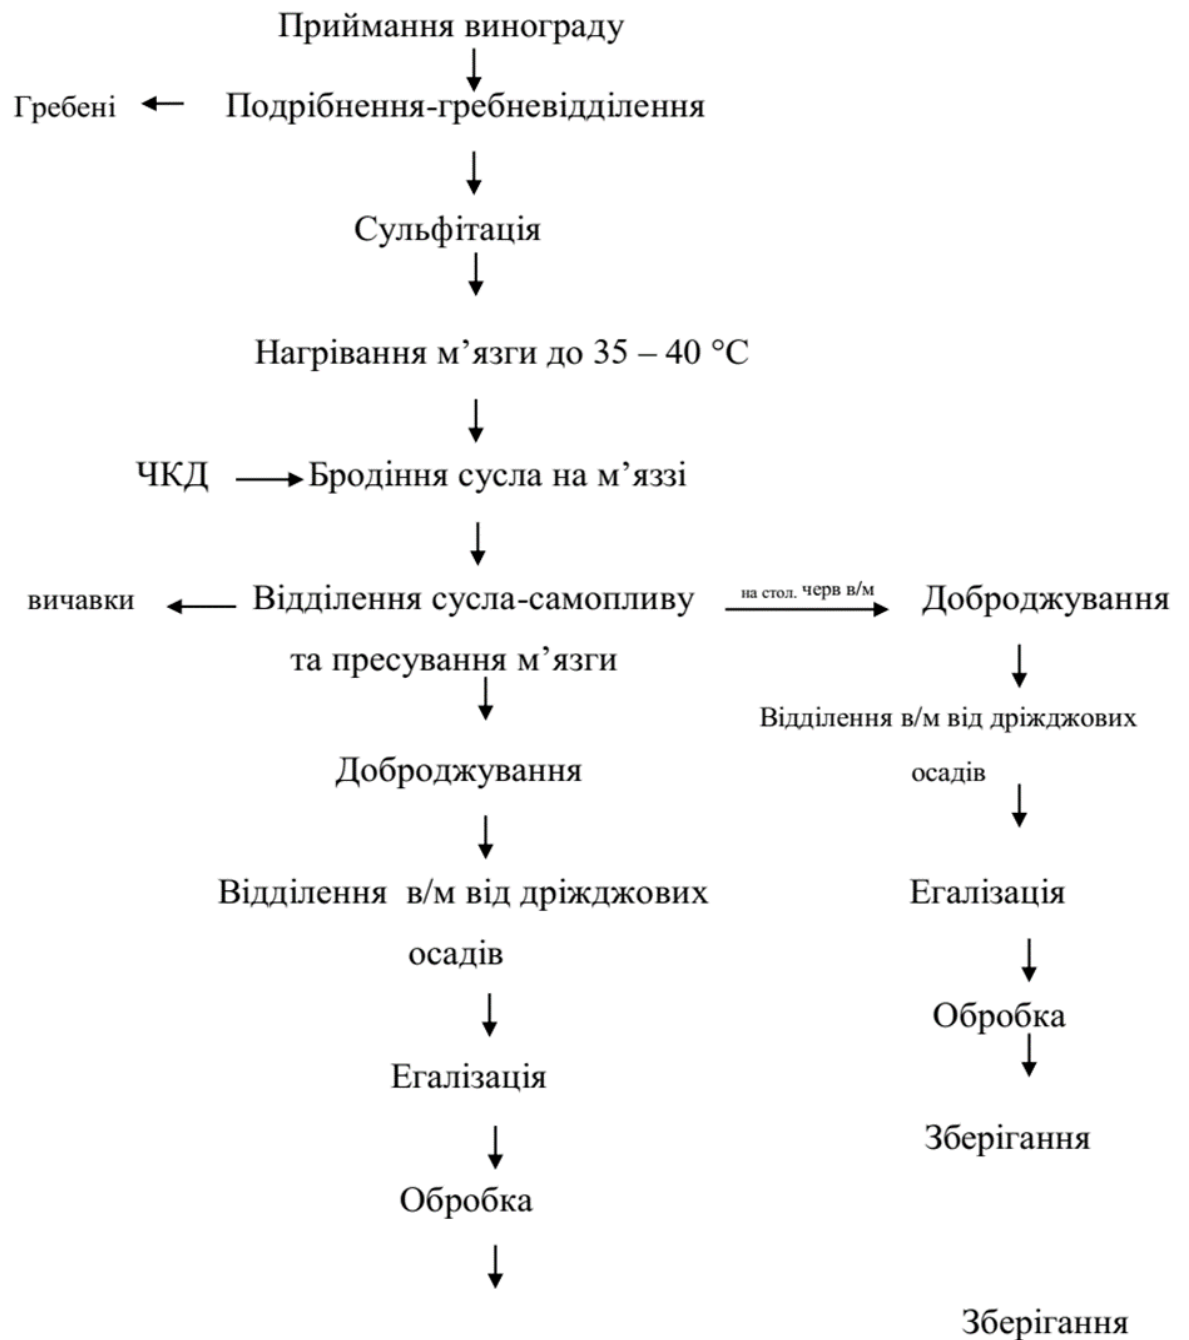 Приймання винограду
Гребені
Подрібнення-гребневідділення
Сульфітація
Нагрівання м’язги до 35 – 40 °С
ЧКД
Бродіння сусла на м’яззі
вичавки
Відділення сусла-самопливу
на стол. черв в/м
Доброджування
та пресування м’язги
Відділення в/м від дріжджових
осадів
Доброджування
Відділення в/м від дріжджових
осадів
Егалізація
Егалізація
Обробка
Зберігання
Обробка
Зберігання